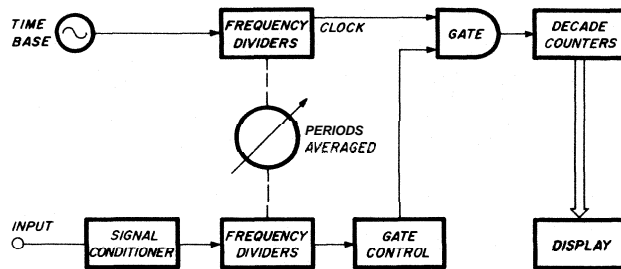 TIME
BASE
FREQUENCY
DIVIDERS
CLOCK
GATE
DECADE
COUNTERS
PERIODS
AVERAGED
INPUT
SIGNAL
CONDITIONER
FREQUENCY
DIVIDERS
GATE
CONTROL
DISPLAY